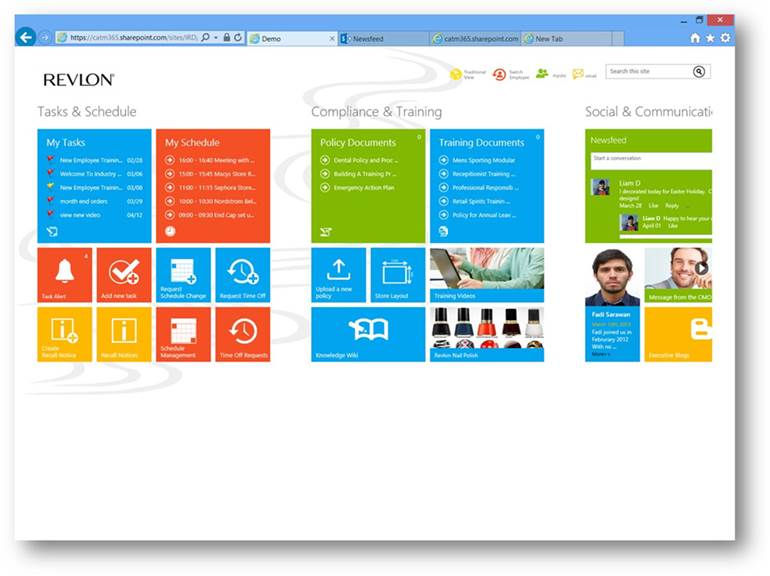 https://catm365.sharepoint.com/sites/IRD
Demo
Newsfeed
catm365.sharepoint.com
New Tab
REVLON
Traditional View
Switch Employee
email
Search this site
Tasks & Schedule
My Tasks
New Employee Trainin... 02/28
Welcome To Industry ... 03/06
New Employee Trainin... 03/08
month end orders 03/29
view new video 04/12
My Schedule
16:00 - 16:40 Meeting with ...
15:00 - 15:45 Macys Store R...
11:00 - 11:15 Sephora Store...
10:00 - 10:30 Nordstrom Bel...
09:00 - 09:30 End Cap set u...
4
Task Alert
Add new task
Request
Schedule Change
Request Time Off
Create
Recall Notice
Recall Notices
Schedule
Management
Time Off Requests
Compliance & Training
Policy Documents
0
Dental Policy and Proc ...
Building A Training Pr ...
Emergency Action Plan
Training Documents
0
Mens Sporting Modular
Receptionist Training ...
Professional Responsib ...
Retail Spirits Trainin ...
Policy for Annual Leav ...
Upload a new
policy
Store Layout
Training Videos
Knowledge Wiki
Revlon Nail Polish
Social & Communicati
Newsfeed
Start a conversation
Liam D
I decorated today for Easter Holiday.
designs!
March 28 Like Reply ...
Liam D Happy to hear your
April 01 Like
Fadi Sarawan
March 10th, 2013
Fadi joined us in
Februrary 2012
With no ...
More>>
Message from the CMO
Executive Blogs